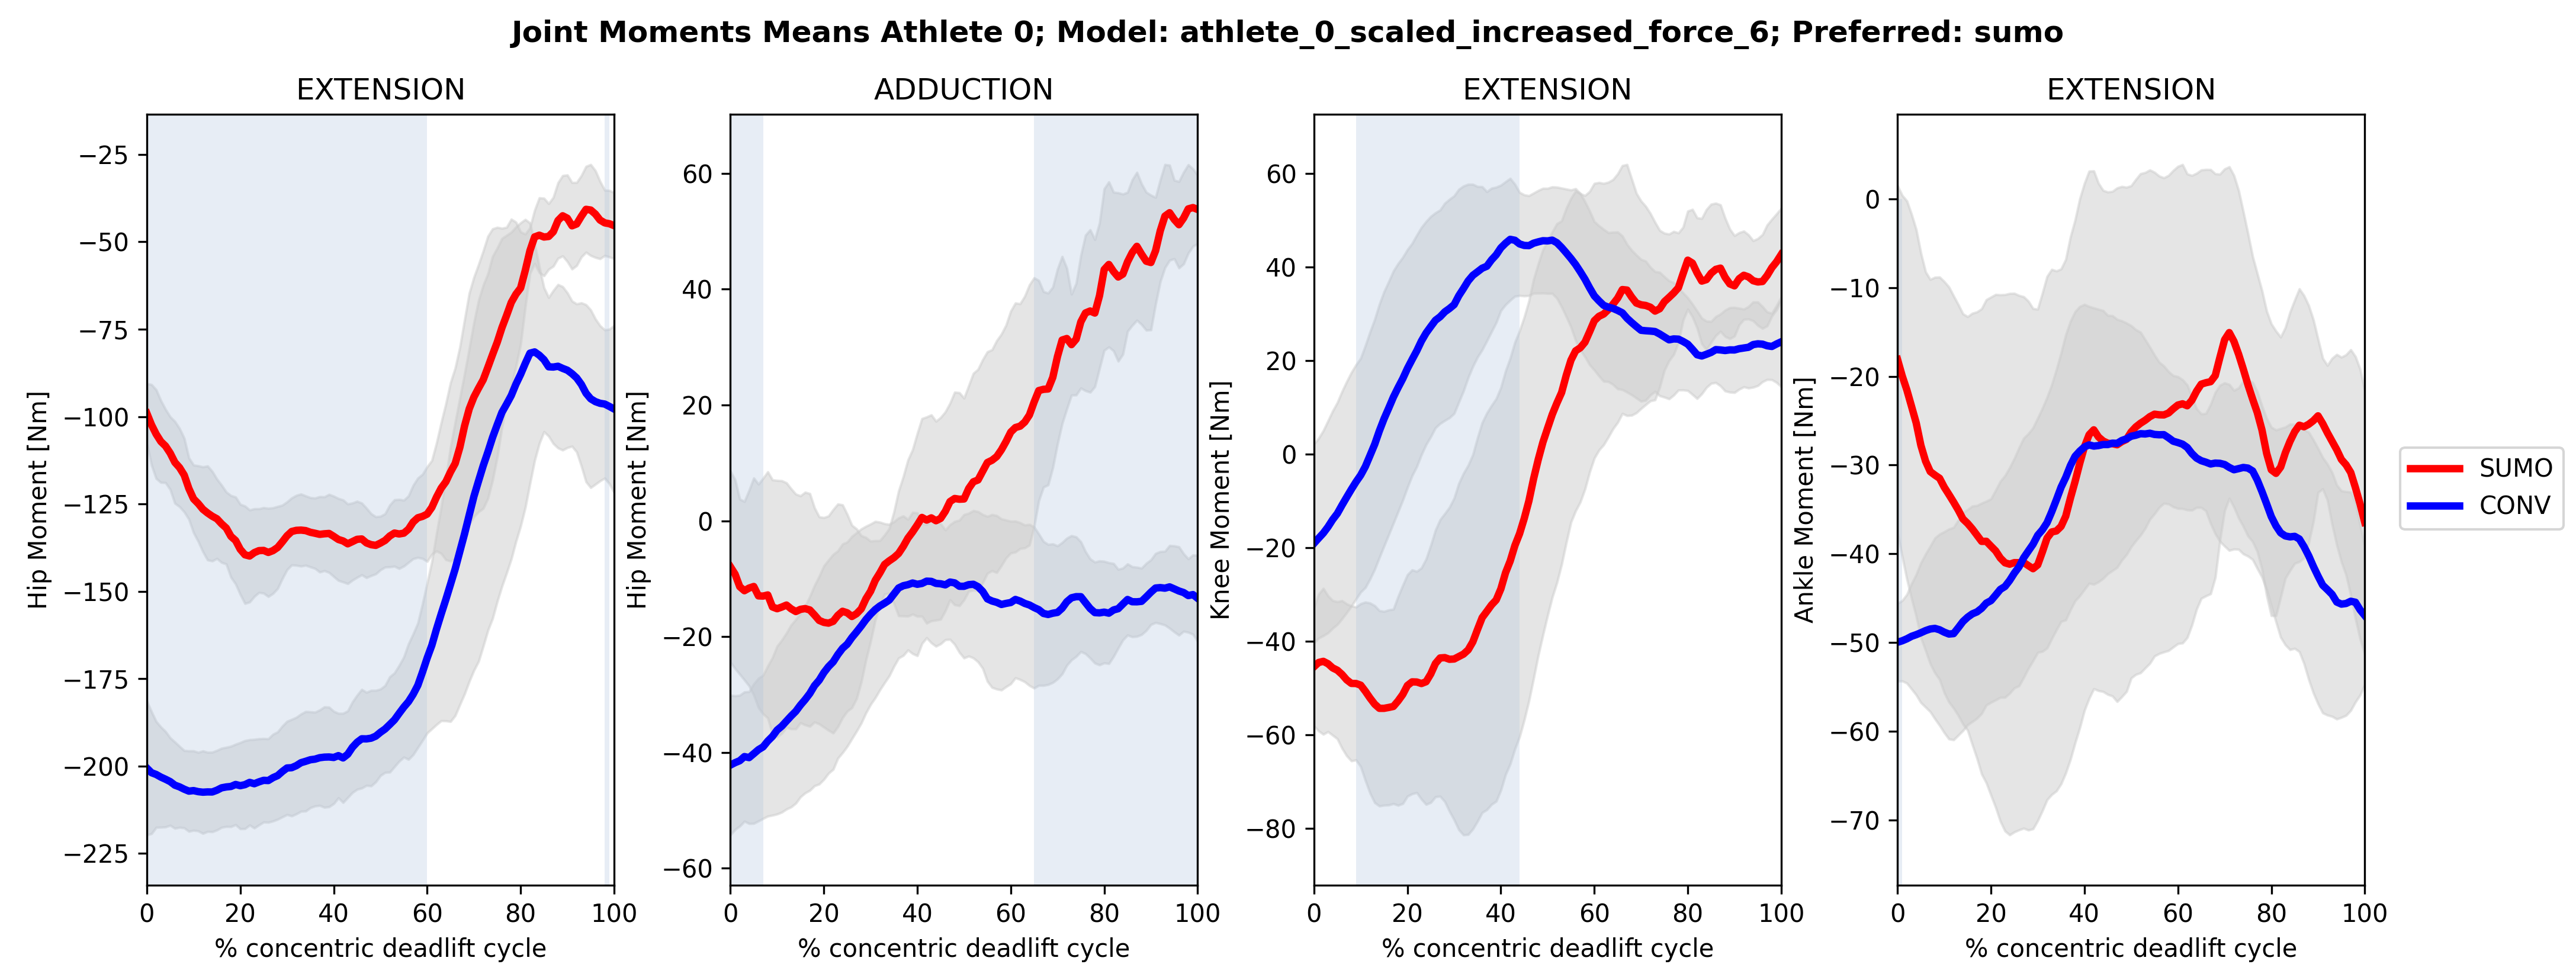 Joint Moments Means Athlete 0; Model: athlete_0_scaled_increased_force_6; Preferred: sumo
EXTENSION
Hip Moment [Nm]
−25
−50
−75
−100
−125
−150
−175
−200
−225
0 20 40 60 80 100
% concentric deadlift cycle
ADDUCTION
Hip Moment [Nm]
60
40
20
0
−20
−40
−60
0 20 40 60 80 100
% concentric deadlift cycle
EXTENSION
Knee Moment [Nm]
60
40
20
0
−20
−40
−60
−80
0 20 40 60 80 100
% concentric deadlift cycle
EXTENSION
Ankle Moment [Nm]
0
−10
−20
−30
−40
−50
−60
−70
0 20 40 60 80 100
% concentric deadlift cycle
SUMO
CONV